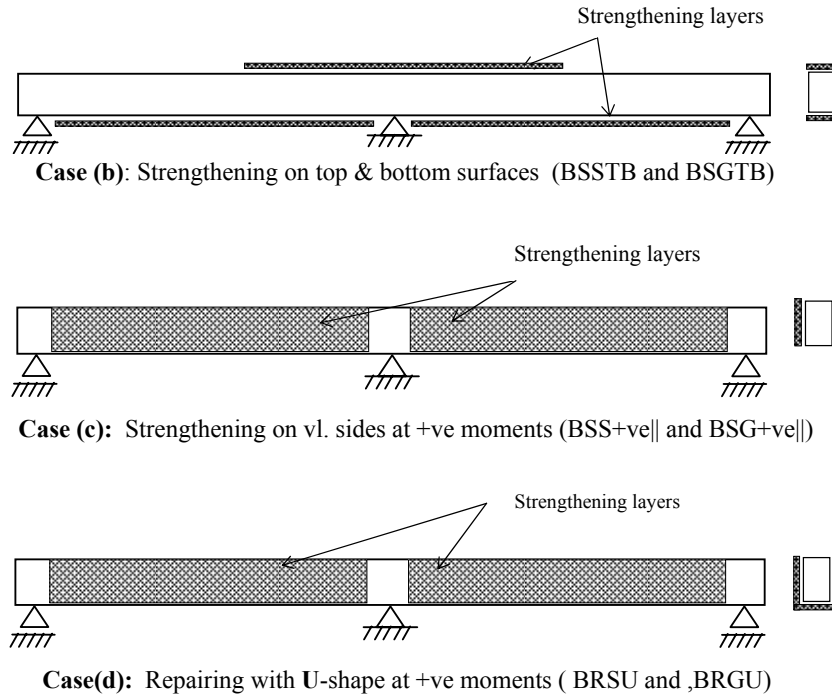 Strengthening layers
Case (b): Strengthening on top & bottom surfaces (BSSTB and BSGTB)
Strengthening layers
Case (c): Strengthening on vl. sides at +ve moments (BSS+ve|| and BSG+ve||)
Strengthening layers
Case(d): Repairing with U-shape at +ve moments ( BRSU and ,BRGU)